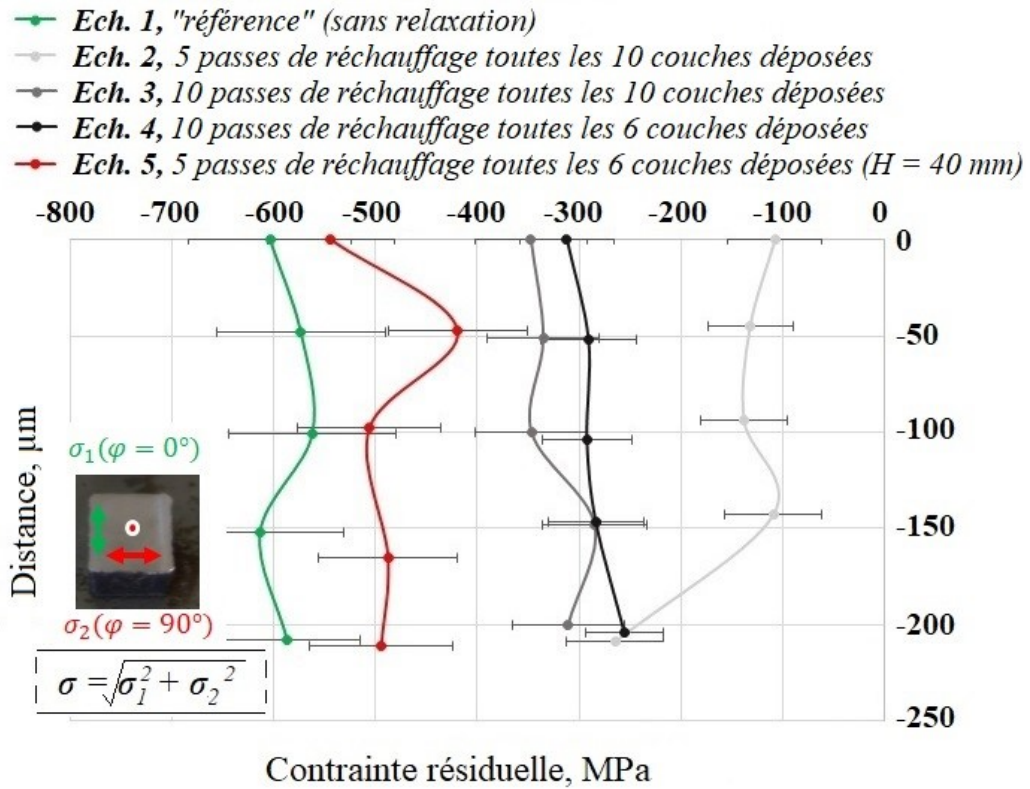 Ech. 1, "référence" (sans relaxation)
Ech. 2, 5 passes de réchauffage toutes les 10 couches déposées
Ech. 3, 10 passes de réchauffage toutes les 10 couches déposées
Ech. 4, 10 passes de réchauffage toutes les 6 couches déposées
Ech. 5, 5 passes de réchauffage toutes les 6 couches déposées (H = 40 mm)
-800 -700 -600 -500 -400 -300 -200 -100 0
0
-50
-100
-150
-200
-250
Distance, µm
σ₁(φ = 0°)
σ₂(φ = 90°)
σ = √σ₁² + σ₂²
Contrainte résiduelle, MPa